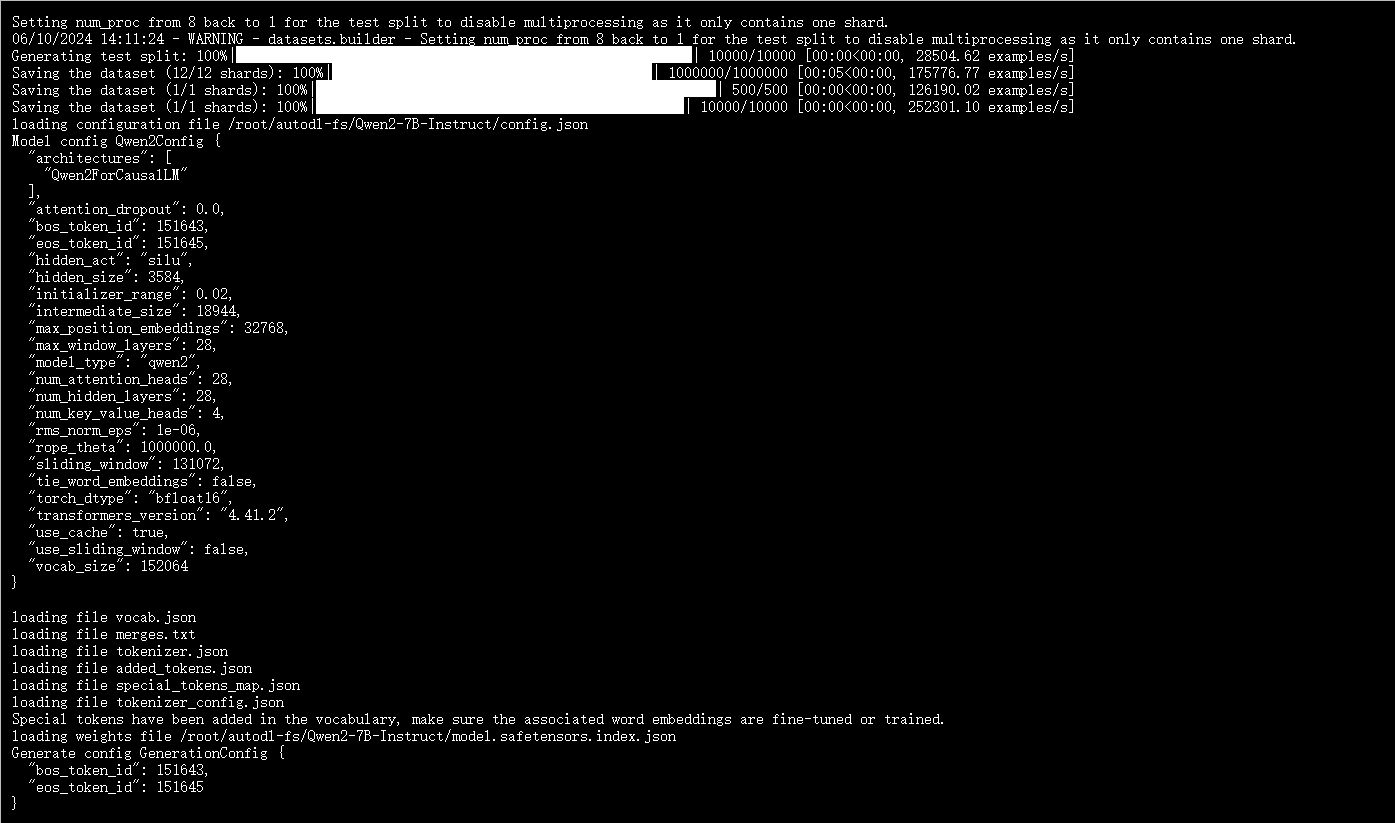 Setting num_proc from 8 back to 1 for the test split to disable multiprocessing as it only contains one shard.
06/10/2024 14:11:24 - WARNING - datasets.builder - Setting num_proc from 8 back to 1 for the test split to disable multiprocessing as it only contains one shard.
Generating test split: 100%| | 10000/10000 [00:00<00:00, 28504.62 examples/s]
Saving the dataset (12/12 shards): 100%| | 1000000/1000000 [00:05<00:00, 175776.77 examples/s]
Saving the dataset (1/1 shards): 100%| | 500/500 [00:00<00:00, 126190.02 examples/s]
Saving the dataset (1/1 shards): 100%| | 10000/10000 [00:00<00:00, 252301.10 examples/s]
loading configuration file /root/autodl-fs/Qwen2-7B-Instruct/config.json
Model config Qwen2Config {
  "architectures": [
    "Qwen2ForCausalLM"
  ],
  "attention_dropout": 0.0,
  "bos_token_id": 151643,
  "eos_token_id": 151645,
  "hidden_act": "silu",
  "hidden_size": 3584,
  "initializer_range": 0.02,
  "intermediate_size": 18944,
  "max_position_embeddings": 32768,
  "max_window_layers": 28,
  "model_type": "qwen2",
  "num_attention_heads": 28,
  "num_hidden_layers": 28,
  "num_key_value_heads": 4,
  "rms_norm_eps": 1e-06,
  "rope_theta": 1000000.0,
  "sliding_window": 131072,
  "tie_word_embeddings": false,
  "torch_dtype": "bfloat16",
  "transformers_version": "4.41.2",
  "use_cache": true,
  "use_sliding_window": false,
  "vocab_size": 152064
}
loading file vocab.json
loading file merges.txt
loading file tokenizer.json
loading file added_tokens.json
loading file special_tokens_map.json
loading file tokenizer_config.json
Special tokens have been added in the vocabulary, make sure the associated word embeddings are fine-tuned or trained.
loading weights file /root/autodl-fs/Qwen2-7B-Instruct/model.safetensors.index.json
Generate config GenerationConfig {
  "bos_token_id": 151643,
  "eos_token_id": 151645
}